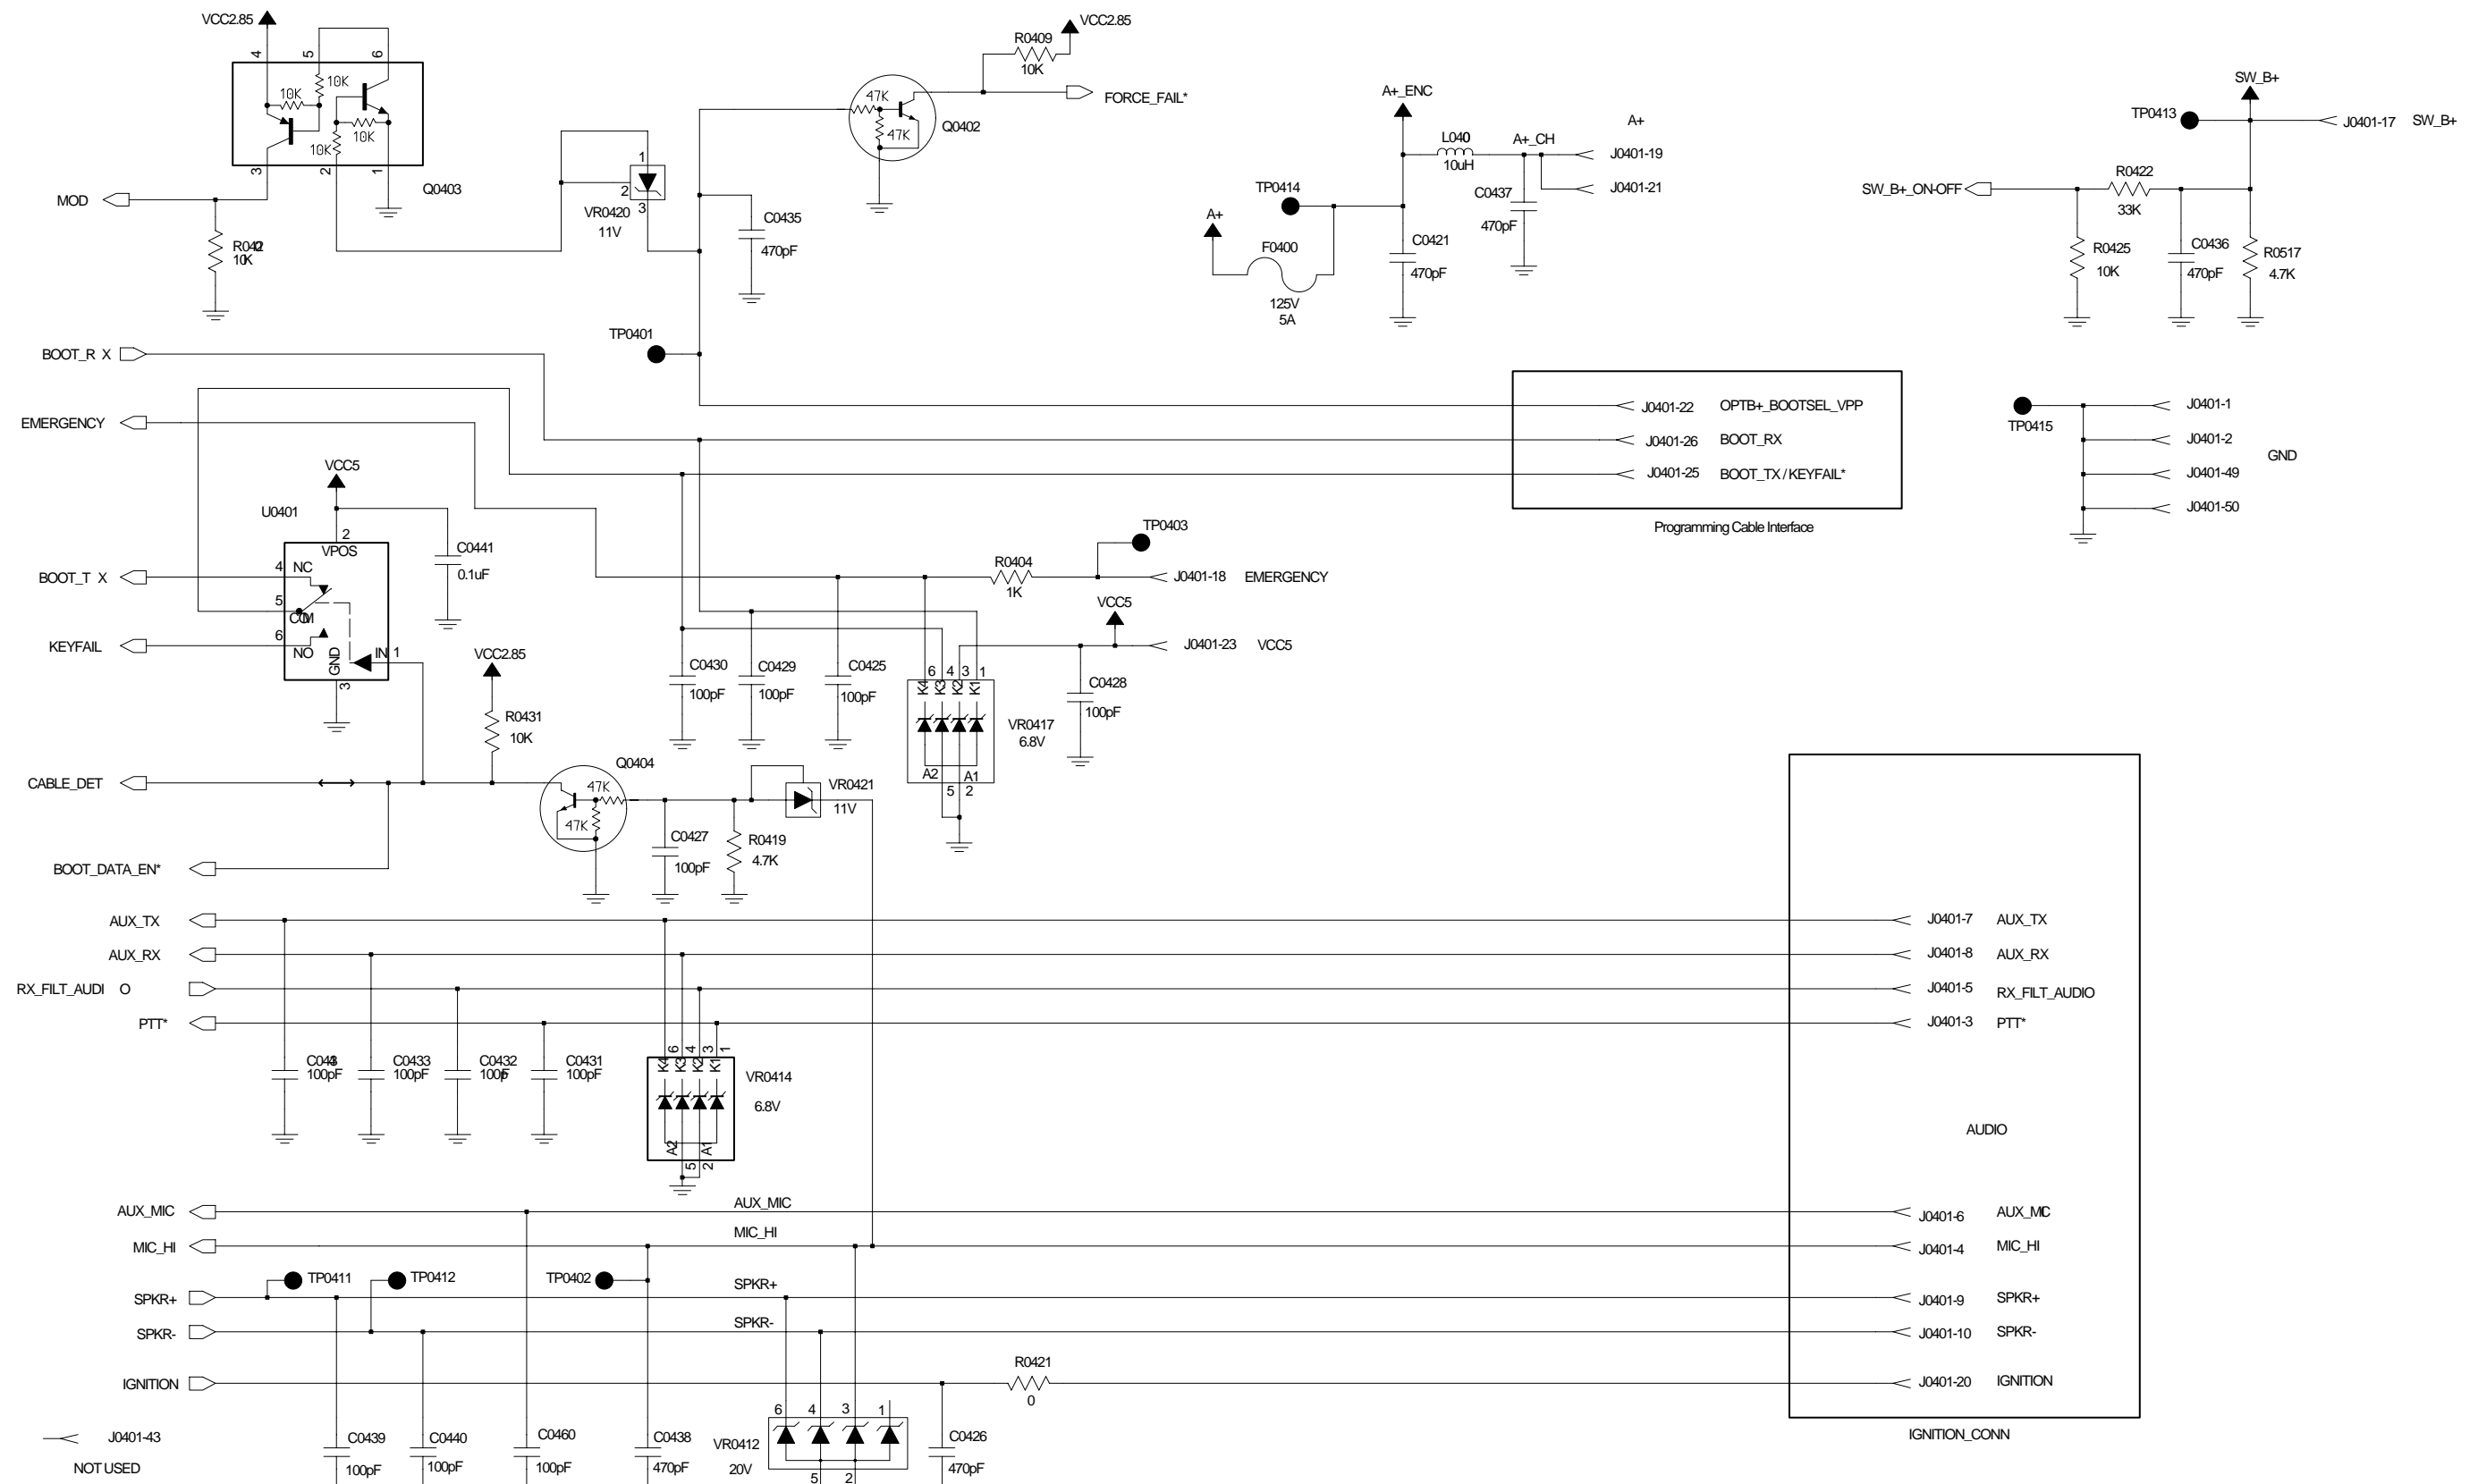 VCC2.85
4
5
6
10K
10K
10K
10K
3
2
1
Q0403
MOD
10K
1
2
3
VR0420
11V
C0435
470pF
R0409
10K
VCC2.85
47K
47K
Q0402
FORCE_FAIL*
A+_ENC
A+
L040
10uH
A+_CH
J0401-19
J0401-21
TP0414
C0437
470pF
A+
F0400
125V
5A
C0421
470pF
SW_B+
TP0413
J0401-17 SW_B+
SW_B+_ON-OFF
R0422
33K
R0425
10K
C0436
470pF
R0517
4.7K
TP0401
BOOT_R X
EMERGENCY
J0401-22 OPTB+_BOOTSEL_VPP
J0401-26 BOOT_RX
J0401-25 BOOT_TX / KEYFAIL*
Programming Cable Interface
TP0415
J0401-1
J0401-2
J0401-49
J0401-50
GND
VCC5
U0401
2
VPOS
C0441
0.1uF
BOOT_T X
4 NC
5
COM
6
NO
GND
IN 1
3
KEYFAIL
TP0403
R0404
1K
J0401-18 EMERGENCY
VCC5
J0401-23 VCC5
C0430
100pF
C0429
100pF
C0425
100pF
6 4 3 1
K4 K3 K2 K1
VR0417
6.8V
A2 A1
5 2
C0428
100pF
VCC2.85
R0431
10K
CABLE_DET
Q0404
47K
47K
VR0421
11V
C0427
100pF
R0419
4.7K
BOOT_DATA_EN*
AUX_TX
J0401-7 AUX_TX
AUX_RX
J0401-8 AUX_RX
RX_FILT_AUDI O
J0401-5 RX_FILT_AUDIO
PTT*
J0401-3 PTT*
100pF
C0433
100pF
C0432
100pF
C0431
100pF
6 4 3 1
K4 K3 K2 K1
VR0414
6.8V
A2 A1
5 2
AUDIO
AUX_MIC
AUX_MIC
J0401-6 AUX_MIC
MIC_HI
MIC_HI
J0401-4 MIC_HI
TP0411
TP0412
TP0402
SPKR+
SPKR+
J0401-9 SPKR+
SPKR-
SPKR-
J0401-10 SPKR-
IGNITION
R0421
0
J0401-20 IGNITION
IGNITION_CONN
J0401-43
NOT USED
C0439
100pF
C0440
100pF
C0460
100pF
C0438
470pF
VR0412
20V
6 4 3 1
5 2
C0426
470pF